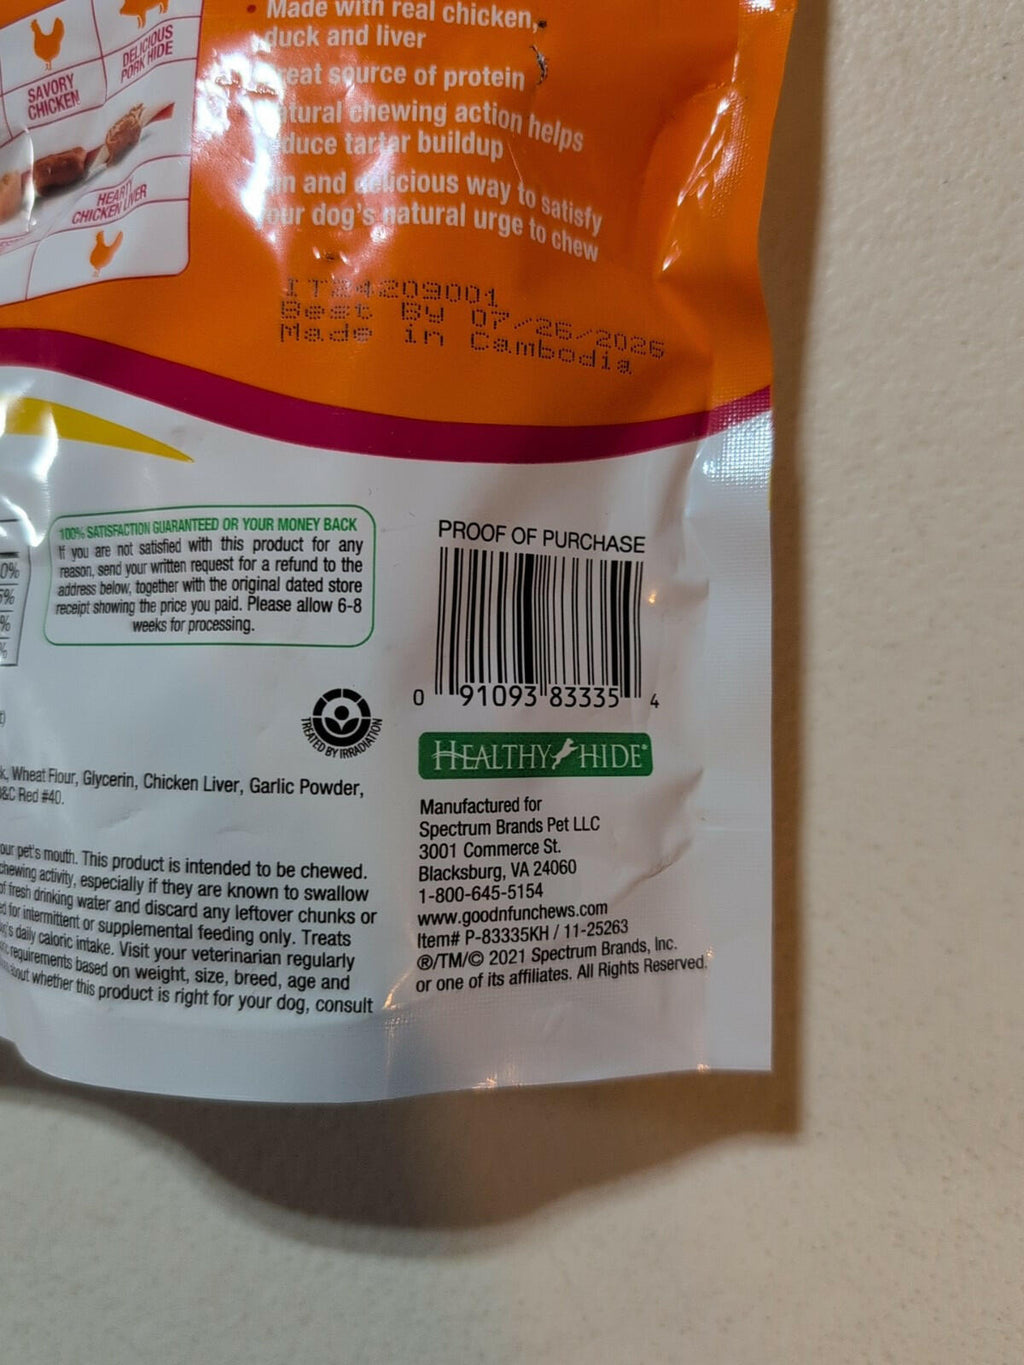 DELICIOUS
PORK HIDE
SAVORY
CHICKEN
HEARTY
CHICKEN LIVER
• Made with real chicken,
duck and liver
source of protein
chewing action helps
tartar buildup
and delicious way to satisfy
dog's natural urge to chew
Best By 07/26/2026
Made in Cambodia
100% SATISFACTION GUARANTEED OR YOUR MONEY BACK
If you are not satisfied with this product for any
reason, send your written request for a refund to the
address below, together with the original dated store
receipt showing the price you paid. Please allow 6-8
weeks for processing.
PROOF OF PURCHASE
0 91093 83335 4
TREATED BY IRRADIATION
HEALTHY HIDE®
Wheat Flour, Glycerin, Chicken Liver, Garlic Powder,
Red #40.
pet's mouth. This product is intended to be chewed.
chewing activity, especially if they are known to swallow
of fresh drinking water and discard any leftover chunks or
for intermittent or supplemental feeding only. Treats
daily caloric intake. Visit your veterinarian regularly
requirements based on weight, size, breed, age and
whether this product is right for your dog, consult
Manufactured for
Spectrum Brands Pet LLC
3001 Commerce St.
Blacksburg, VA 24060
1-800-645-5154
www.goodnfunchews.com
Item# P-83335KH / 11-25263
®/TM/© 2021 Spectrum Brands, Inc.
or one of its affiliates. All Rights Reserved.